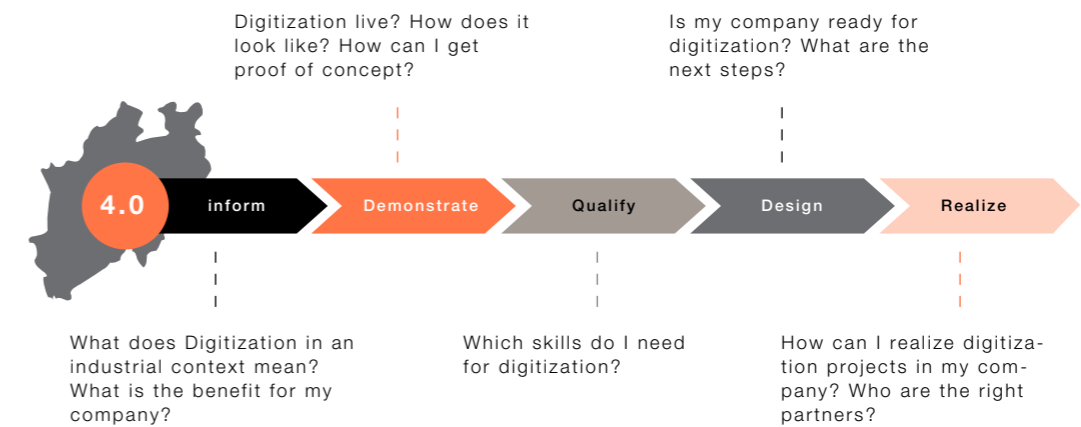 Digitization live? How does it
look like? How can I get
proof of concept?
Is my company ready for
digitization? What are the
next steps?
4.0
inform
Demonstrate
Qualify
Design
Realize
What does Digitization in an
industrial context mean?
What is the benefit for my
company?
Which skills do I need
for digitization?
How can I realize digitiza-
tion projects in my com-
pany? Who are the right
partners?